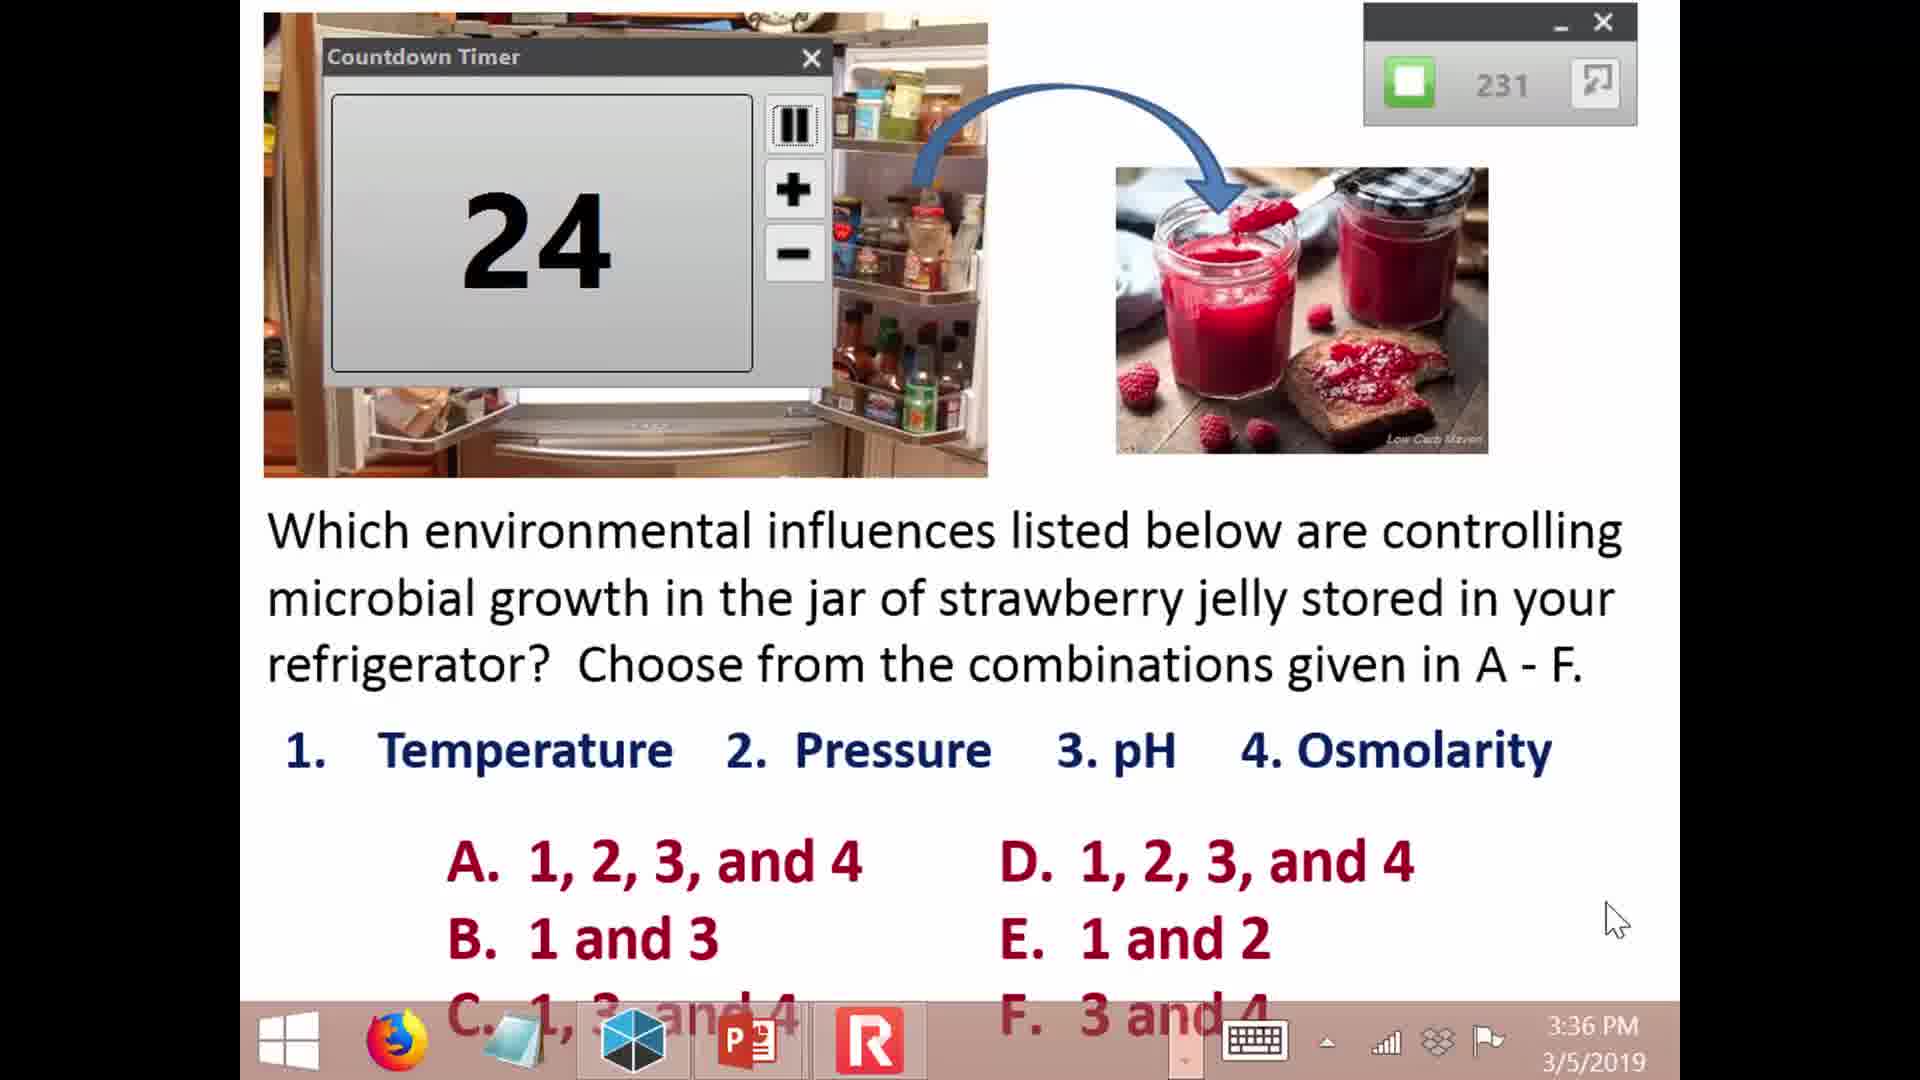 Countdown Timer
24
231
Low Carb Maven
Which environmental influences listed below are controlling
microbial growth in the jar of strawberry jelly stored in your
refrigerator? Choose from the combinations given in A - F.
1. Temperature 2. Pressure 3. pH 4. Osmolarity
A. 1, 2, 3, and 4 D. 1, 2, 3, and 4
B. 1 and 3 E. 1 and 2
C. 1, 3, and 4 F. 3 and 4
3:36 PM
3/5/2019